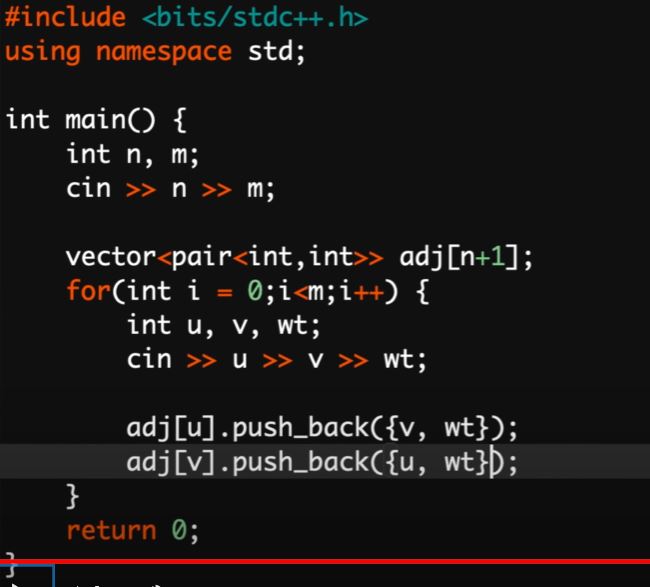 #include <bits/stdc++.h>
using namespace std;

int main() {
    int n, m;
    cin >> n >> m;

    vector<pair<int,int>> adj[n+1];
    for(int i = 0;i<m;i++) {
        int u, v, wt;
        cin >> u >> v >> wt;

        adj[u].push_back({v, wt});
        adj[v].push_back({u, wt});
    }
    return 0;
}